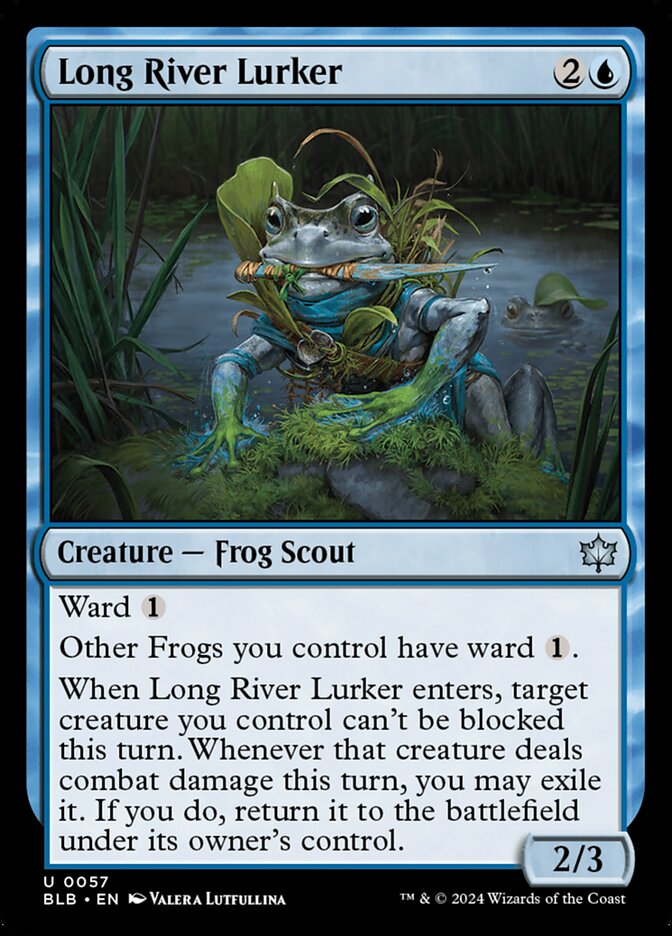 Long River Lurker 2
Creature — Frog Scout
Ward 1
Other Frogs you control have ward 1.
When Long River Lurker enters, target
creature you control can't be blocked
this turn. Whenever that creature deals
combat damage this turn, you may exile
it. If you do, return it to the battlefield
under its owner's control.
2/3
U 0057
BLB • EN Valera Lutfullina
™ & © 2024 Wizards of the Coast